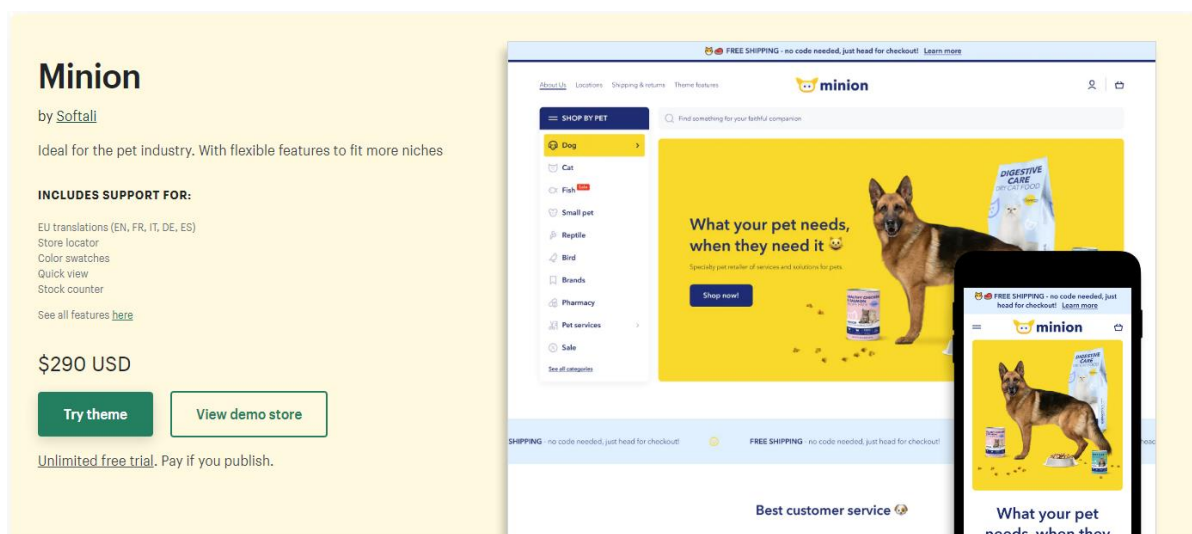 Minion
by Softali
Ideal for the pet industry. With flexible features to fit more niches
INCLUDES SUPPORT FOR:
EU translations (EN, FR, IT, DE, ES)
Store locator
Color swatches
Quick view
Stock counter
See all features here
$290 USD
Try theme
View demo store
Unlimited free trial. Pay if you publish.
FREE SHIPPING - no code needed, just head for checkout! Learn more
About Us Locations Shipping & returns Theme features
minion
SHOP BY PET
Find something for your faithful companion
Dog
Cat
Fish Sale
Small pet
Reptile
Bird
Brands
Pharmacy
Pet services
Sale
See all categories
What your pet needs,
when they need it
Specialty pet retailer of services and solutions for pets.
Shop now!
DIGESTIVE
CARE
DRY CAT FOOD
SHIPPING - no code needed, just head for checkout!
FREE SHIPPING - no code needed, just head for checkout!
Best customer service
FREE SHIPPING - no code needed, just
head for checkout! Learn more
minion
DIGESTIVE
CARE
What your pet
needs, when they